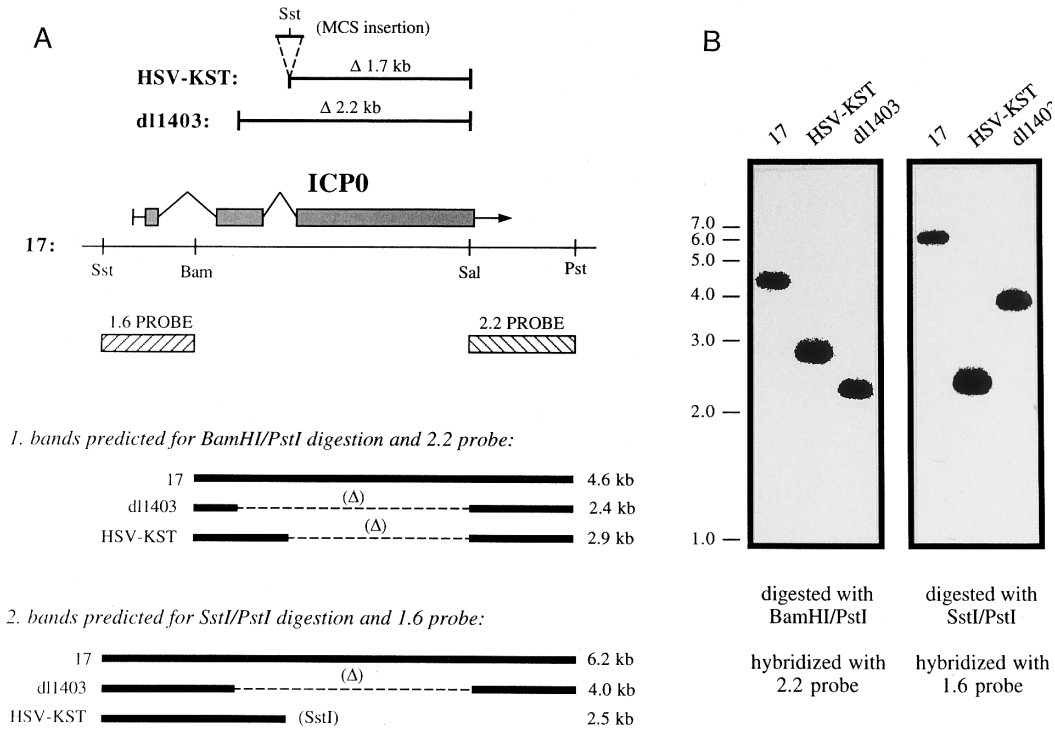 A
Sst
(MCS insertion)
HSV-KST:
Δ 1.7 kb
dl1403:
Δ 2.2 kb
ICP0
17:
Sst
Bam
Sal
Pst
1.6 PROBE
2.2 PROBE
1. bands predicted for BamHI/PstI digestion and 2.2 probe:
17
4.6 kb
dl1403
(Δ)
2.4 kb
HSV-KST
(Δ)
2.9 kb
2. bands predicted for SstI/PstI digestion and 1.6 probe:
17
6.2 kb
dl1403
(Δ)
4.0 kb
HSV-KST
(SstI)
2.5 kb
B
17
HSV-KST
dl1403
17
HSV-KST
dl1403
7.0
6.0
5.0
4.0
3.0
2.0
1.0
digested with
BamHI/PstI
hybridized with
2.2 probe
digested with
SstI/PstI
hybridized with
1.6 probe